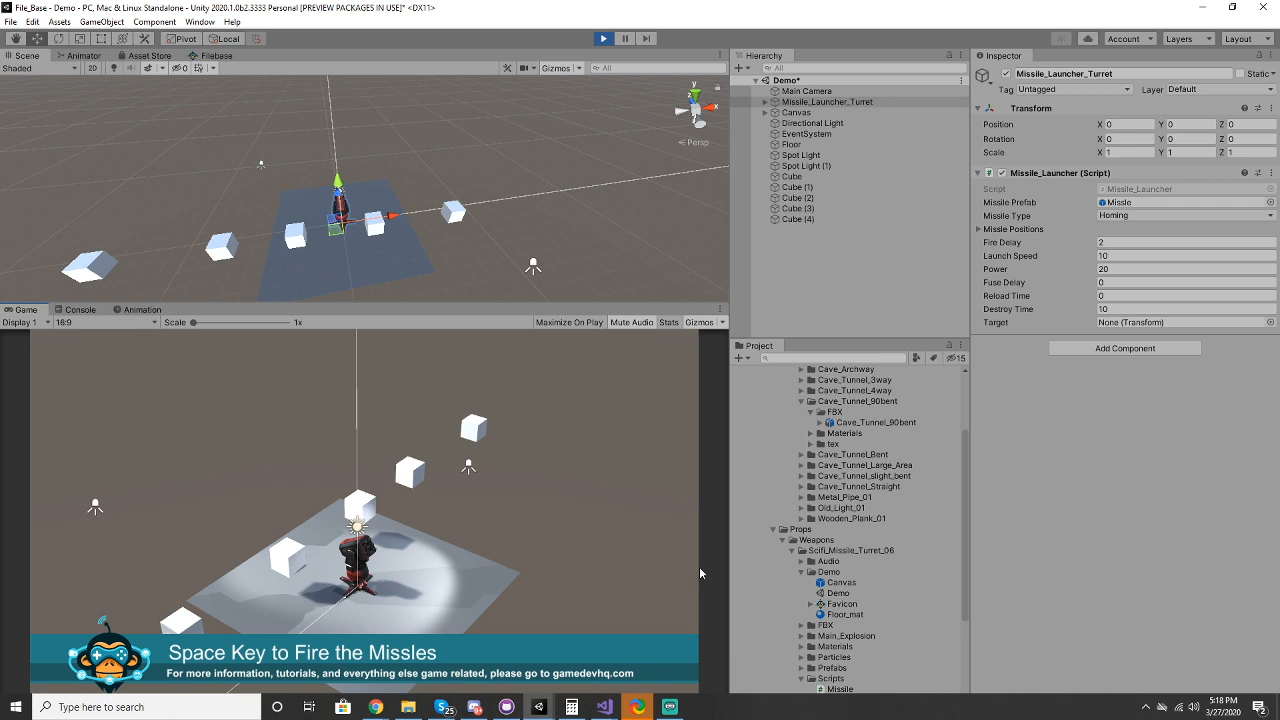 File_Base - Demo - PC, Mac & Linux Standalone - Unity 2020.1.0b2.3333 Personal [PREVIEW PACKAGES IN USE]* <DX11>
File Edit Assets GameObject Component Window Help
Pivot Local Account Layers Layout
Scene Animator Asset Store Filebase
Shaded 2D 0 Gizmos All
y
x
z
Persp
Game Console Animation
Display 1 16:9 Scale 1x Maximize On Play Mute Audio Stats Gizmos
Space Key to Fire the Missles
For more information, tutorials, and everything else game related, please go to gamedevhq.com
Hierarchy
All
Demo*
Main Camera
Missile_Launcher_Turret
Canvas
Directional Light
EventSystem
Floor
Spot Light
Spot Light (1)
Cube
Cube (1)
Cube (2)
Cube (3)
Cube (4)
Project
15
Cave_Archway
Cave_Tunnel_3way
Cave_Tunnel_4way
Cave_Tunnel_90bent
FBX
Cave_Tunnel_90bent
Materials
tex
Cave_Tunnel_Bent
Cave_Tunnel_Large_Area
Cave_Tunnel_slight_bent
Cave_Tunnel_Straight
Metal_Pipe_01
Old_Light_01
Wooden_Plank_01
Props
Weapons
Scifi_Missile_Turret_06
Audio
Demo
Canvas
Demo
Favicon
Floor_mat
FBX
Main_Explosion
Materials
Particles
Prefabs
Scripts
Missile
Inspector
Missile_Launcher_Turret Static
Tag Untagged Layer Default
Transform
Position X 0 Y 0 Z 0
Rotation X 0 Y 0 Z 0
Scale X 1 Y 1 Z 1
Missile_Launcher (Script)
Script Missile_Launcher
Missile Prefab Missle
Missile Type Homing
Missle Positions
Fire Delay 2
Launch Speed 10
Power 20
Fuse Delay 0
Reload Time 0
Destroy Time 10
Target None (Transform)
Add Component
Type here to search
25
5:18 PM
3/27/2020
2